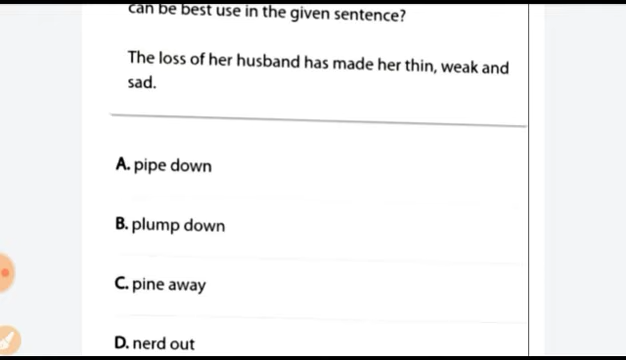 can be best use in the given sentence?
The loss of her husband has made her thin, weak and
sad.
A. pipe down
B. plump down
C. pine away
D. nerd out